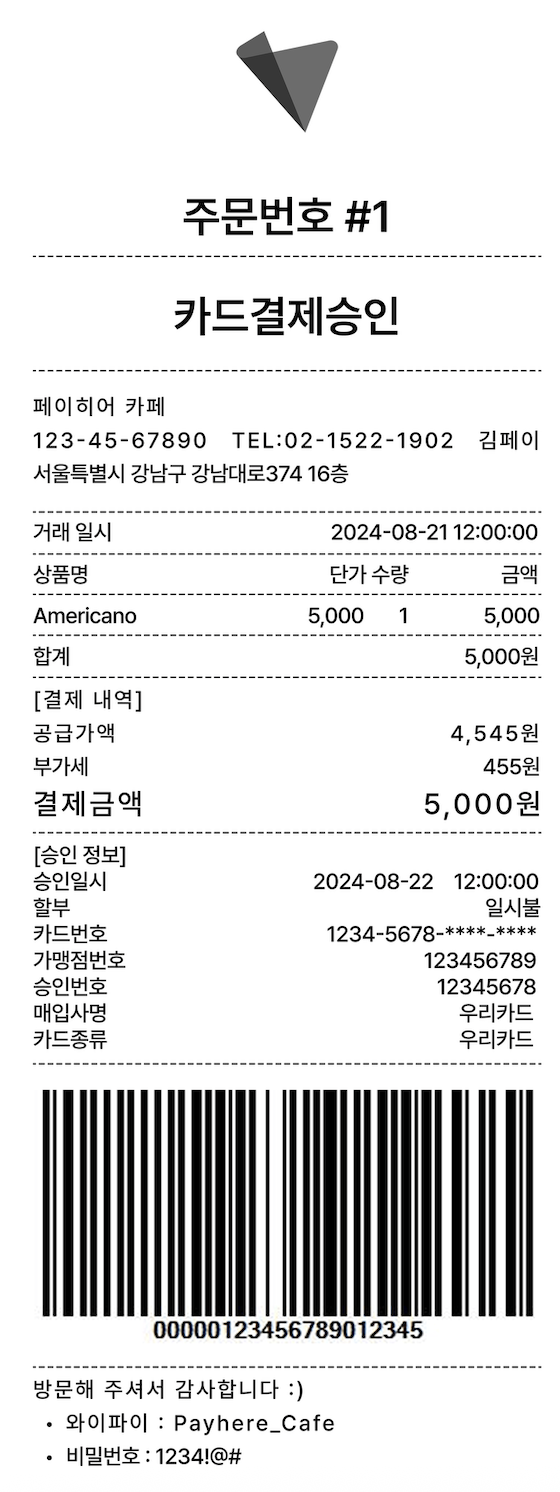 주문번호 #1
카드결제승인
페이히어 카페
123-45-67890 TEL:02-1522-1902 김페이
서울특별시 강남구 강남대로374 16층
거래 일시 2024-08-21 12:00:00
상품명 단가 수량 금액
Americano 5,000 1 5,000
합계 5,000원
[결제 내역]
공급가액 4,545원
부가세 455원
결제금액 5,000원
[승인 정보]
승인일시 2024-08-22 12:00:00
할부 일시불
카드번호 1234-5678-****-****
가맹점번호 123456789
승인번호 12345678
매입사명 우리카드
카드종류 우리카드
00000123456789012345
방문해 주셔서 감사합니다 :)
• 와이파이 : Payhere_Cafe
• 비밀번호 : 1234!@#